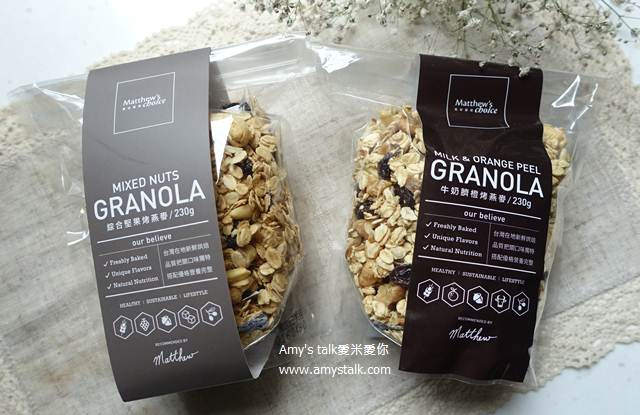 Matthew's
choice
MIXED NUTS
GRANOLA
綜合堅果烤燕麥/230g
our believe
✓ Freshly Baked
✓ Unique Flavors
✓ Natural Nutrition
台灣在地新鮮烘焙
品質把關口味獨特
搭配優格營養完整
HEALTHY | SUSTAINABLE | LIFESTYLE
RECOMMENDED BY
Matthew
Matthew's
choice
MILK & ORANGE PEEL
GRANOLA
牛奶臍橙烤燕麥/230g
our believe
✓ Freshly Baked
✓ Unique Flavors
✓ Natural Nutrition
台灣在地新鮮烘焙
品質把關口味獨特
搭配優格營養完整
HEALTHY | SUSTAINABLE | LIFESTYLE
RECOMMENDED BY
Matthew
Amy's talk愛米愛你
www.amystalk.com